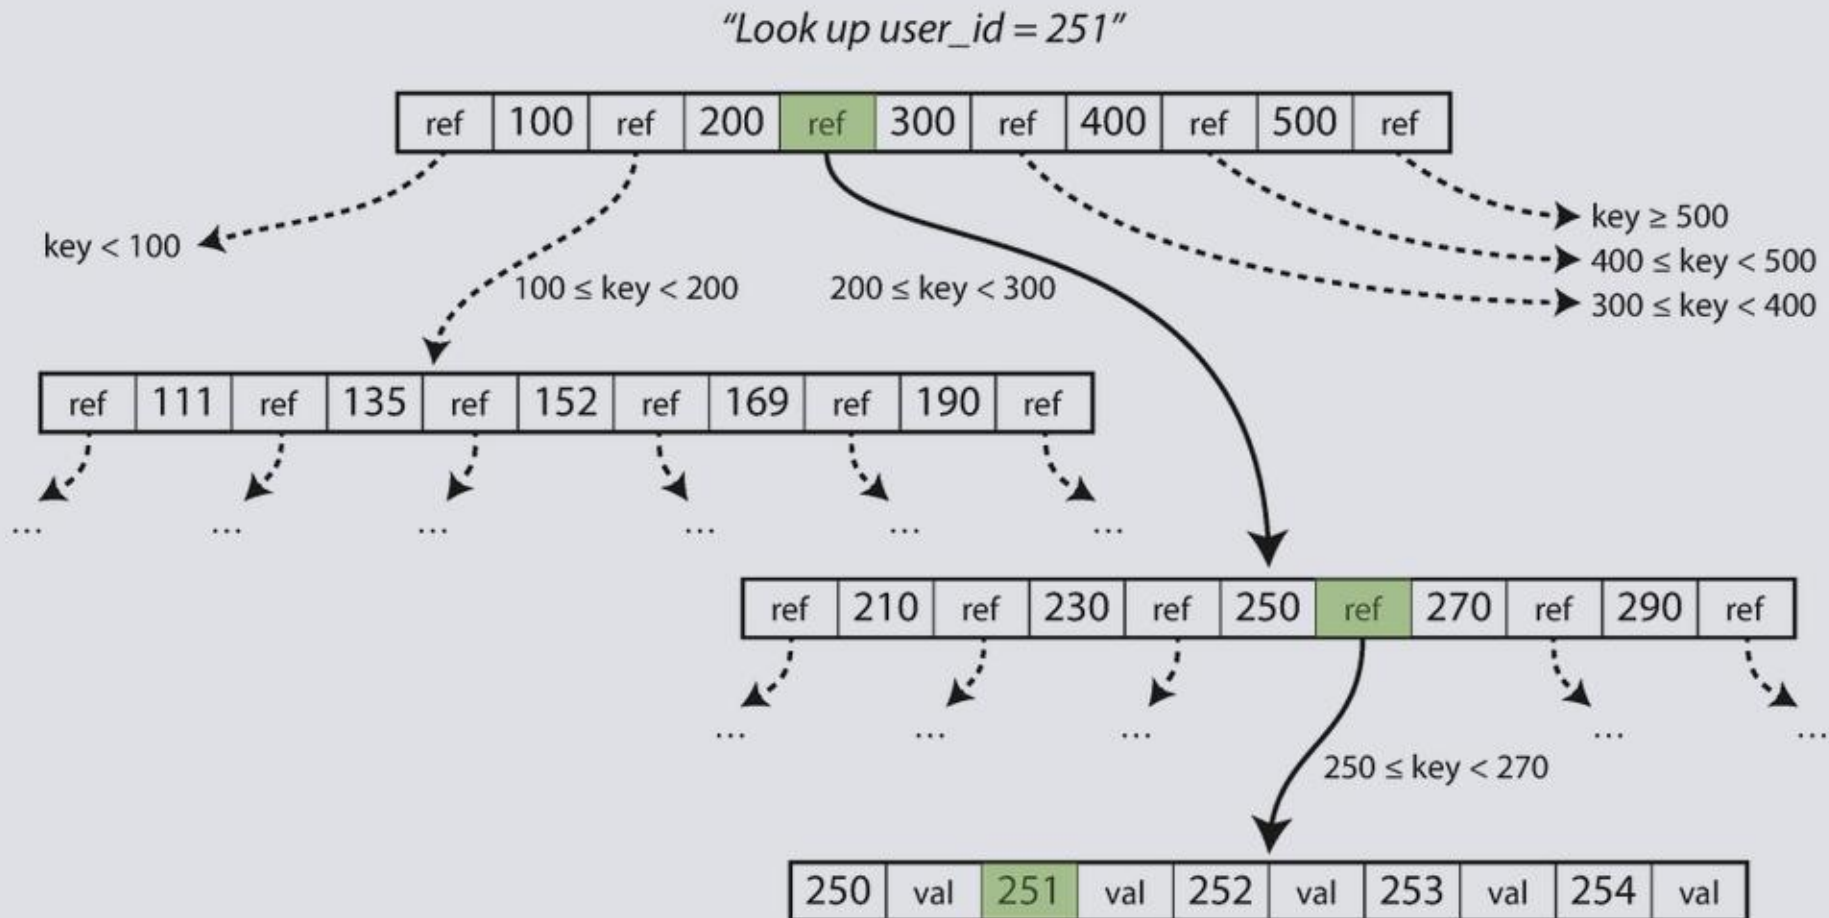 “Look up user_id = 251”
ref 100 ref 200 ref 300 ref 400 ref 500 ref
key < 100
key ≥ 500
400 ≤ key < 500
300 ≤ key < 400
100 ≤ key < 200
200 ≤ key < 300
ref 111 ref 135 ref 152 ref 169 ref 190 ref
... ... ... ... ... ...
ref 210 ref 230 ref 250 ref 270 ref 290 ref
... ... ... ... ...
250 ≤ key < 270
250 val 251 val 252 val 253 val 254 val